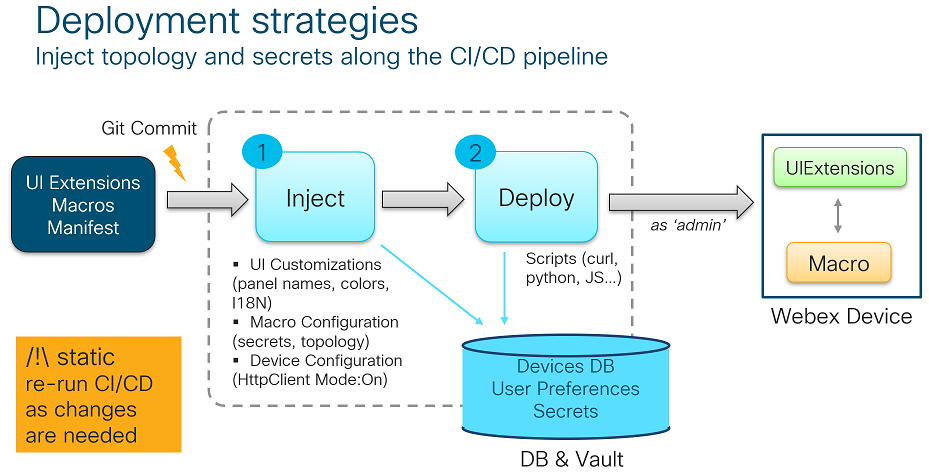 Deployment strategies
Inject topology and secrets along the CI/CD pipeline
Git Commit
UI Extensions
Macros
Manifest
1
Inject
2
Deploy
as ‘admin’
UIExtensions
Macro
Webex Device
▪ UI Customizations
(panel names, colors,
I18N)
▪ Macro Configuration
(secrets, topology)
▪ Device Configuration
(HttpClient Mode:On)
Scripts (curl,
python, JS...)
/!\ static
re-run CI/CD
as changes
are needed
Devices DB
User Preferences
Secrets
DB & Vault